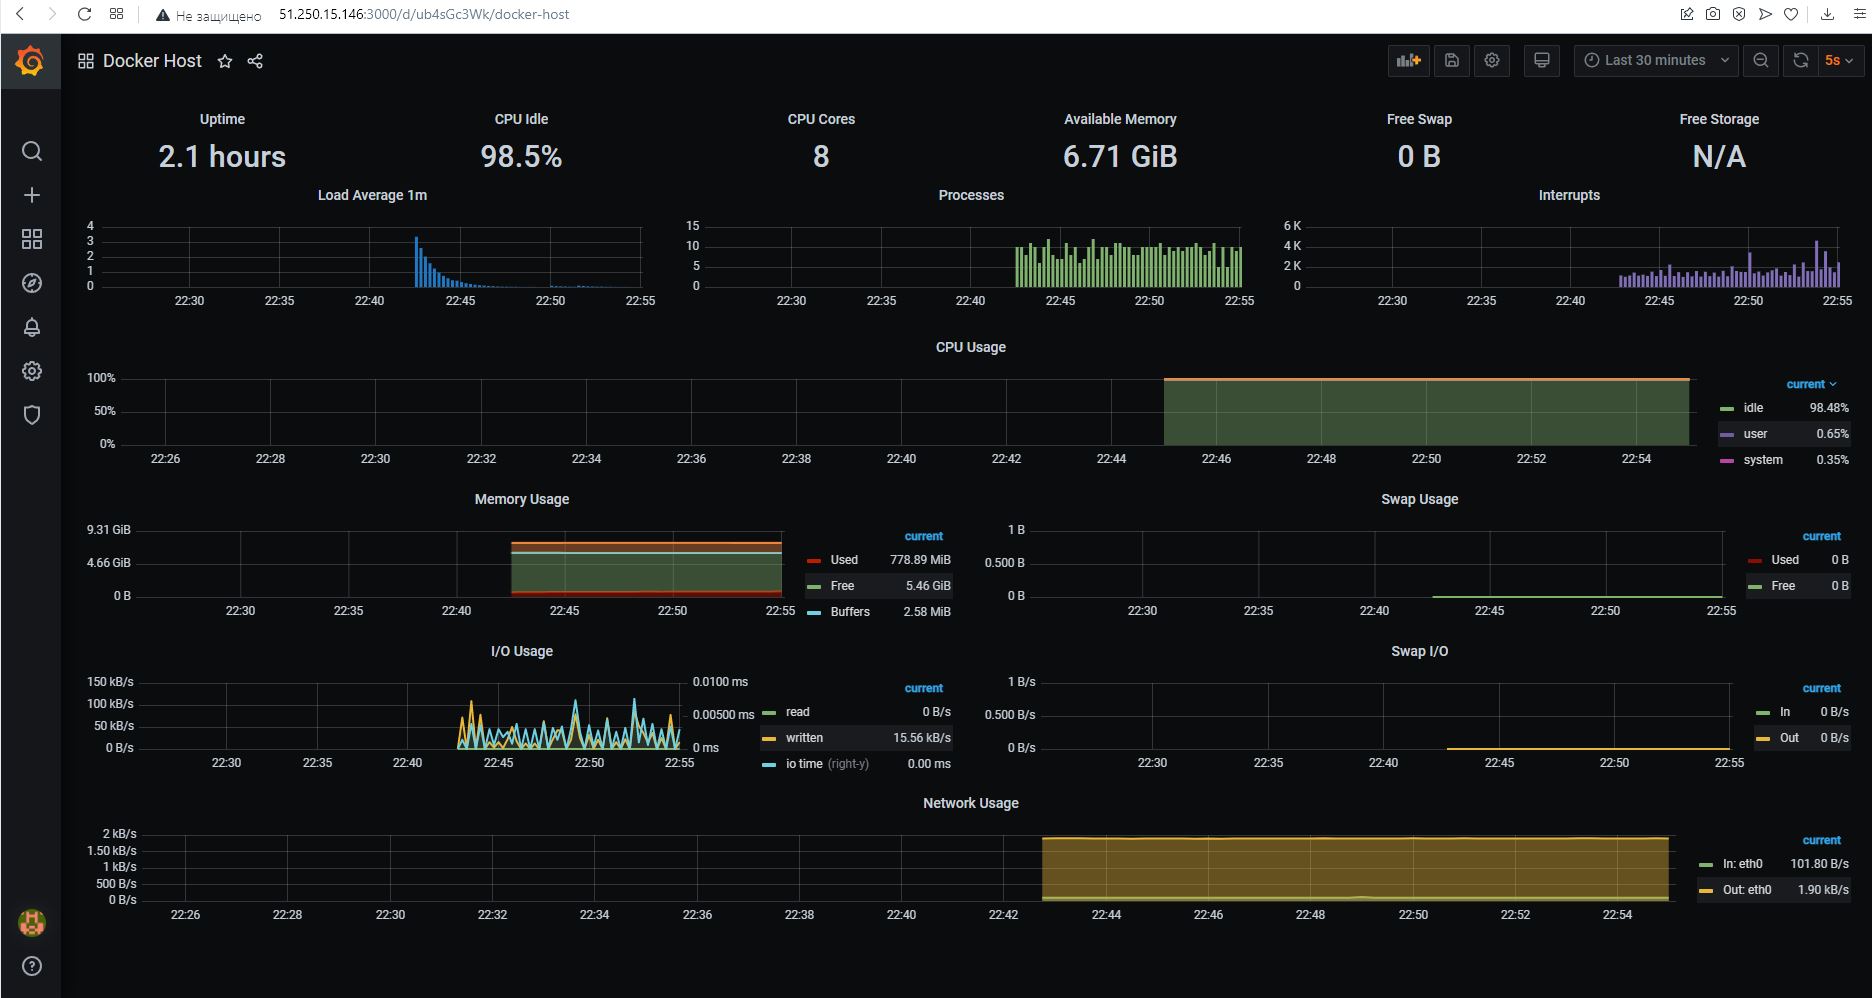 Не защищено 51.250.15.146:3000/d/ub4sGc3Wk/docker-host
Docker Host
Last 30 minutes
5s
Uptime
2.1 hours
CPU Idle
98.5%
CPU Cores
8
Available Memory
6.71 GiB
Free Swap
0 B
Free Storage
N/A
Load Average 1m
4
3
2
1
0
22:30 22:35 22:40 22:45 22:50 22:55
Processes
15
10
5
0
22:30 22:35 22:40 22:45 22:50 22:55
Interrupts
6 K
4 K
2 K
0
22:30 22:35 22:40 22:45 22:50 22:55
CPU Usage
100%
50%
0%
22:26 22:28 22:30 22:32 22:34 22:36 22:38 22:40 22:42 22:44 22:46 22:48 22:50 22:52 22:54
current
idle 98.48%
user 0.65%
system 0.35%
Memory Usage
9.31 GiB
4.66 GiB
0 B
22:30 22:35 22:40 22:45 22:50 22:55
current
Used 778.89 MiB
Free 5.46 GiB
Buffers 2.58 MiB
Swap Usage
1 B
0.500 B
0 B
22:30 22:35 22:40 22:45 22:50 22:55
current
Used 0 B
Free 0 B
I/O Usage
150 kB/s
100 kB/s
50 kB/s
0 B/s
0.0100 ms
0.00500 ms
0 ms
22:30 22:35 22:40 22:45 22:50 22:55
current
read 0 B/s
written 15.56 kB/s
io time (right-y) 0.00 ms
Swap I/O
1 B/s
0.500 B/s
0 B/s
22:30 22:35 22:40 22:45 22:50 22:55
current
In 0 B/s
Out 0 B/s
Network Usage
2 kB/s
1.50 kB/s
1 kB/s
500 B/s
0 B/s
22:26 22:28 22:30 22:32 22:34 22:36 22:38 22:40 22:42 22:44 22:46 22:48 22:50 22:52 22:54
current
In: eth0 101.80 B/s
Out: eth0 1.90 kB/s